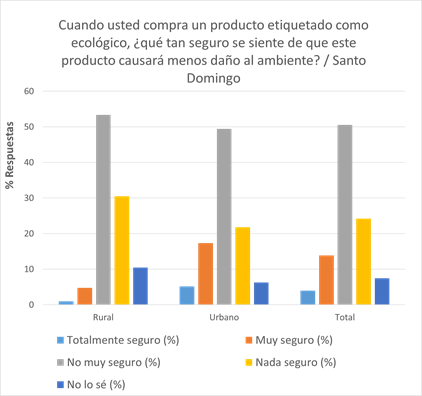 Cuando usted compra un producto etiquetado como
ecológico, ¿qué tan seguro se siente de que este
producto causará menos daño al ambiente? / Santo
Domingo
% Respuestas
60
50
40
30
20
10
0
Rural
Urbano
Total
Totalmente seguro (%)
Muy seguro (%)
No muy seguro (%)
Nada seguro (%)
No lo sé (%)